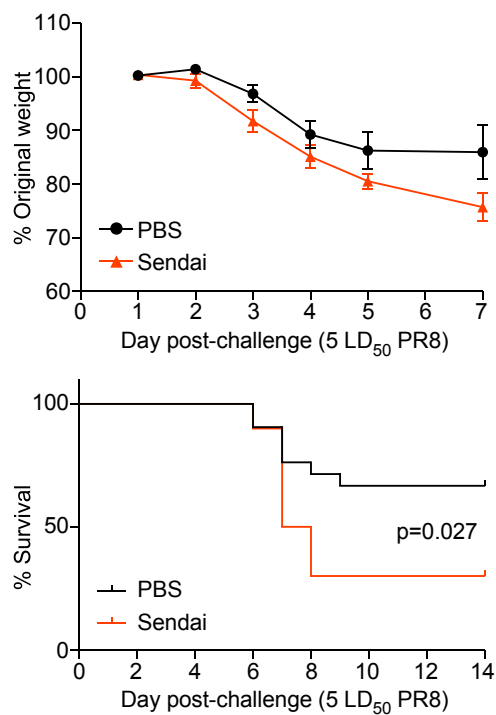 110
100
90
80
70
60
% Original weight
PBS
Sendai
0 1 2 3 4 5 6 7
Day post-challenge (5 LD50 PR8)
100
50
0
% Survival
p=0.027
PBS
Sendai
0 2 4 6 8 10 12 14
Day post-challenge (5 LD50 PR8)